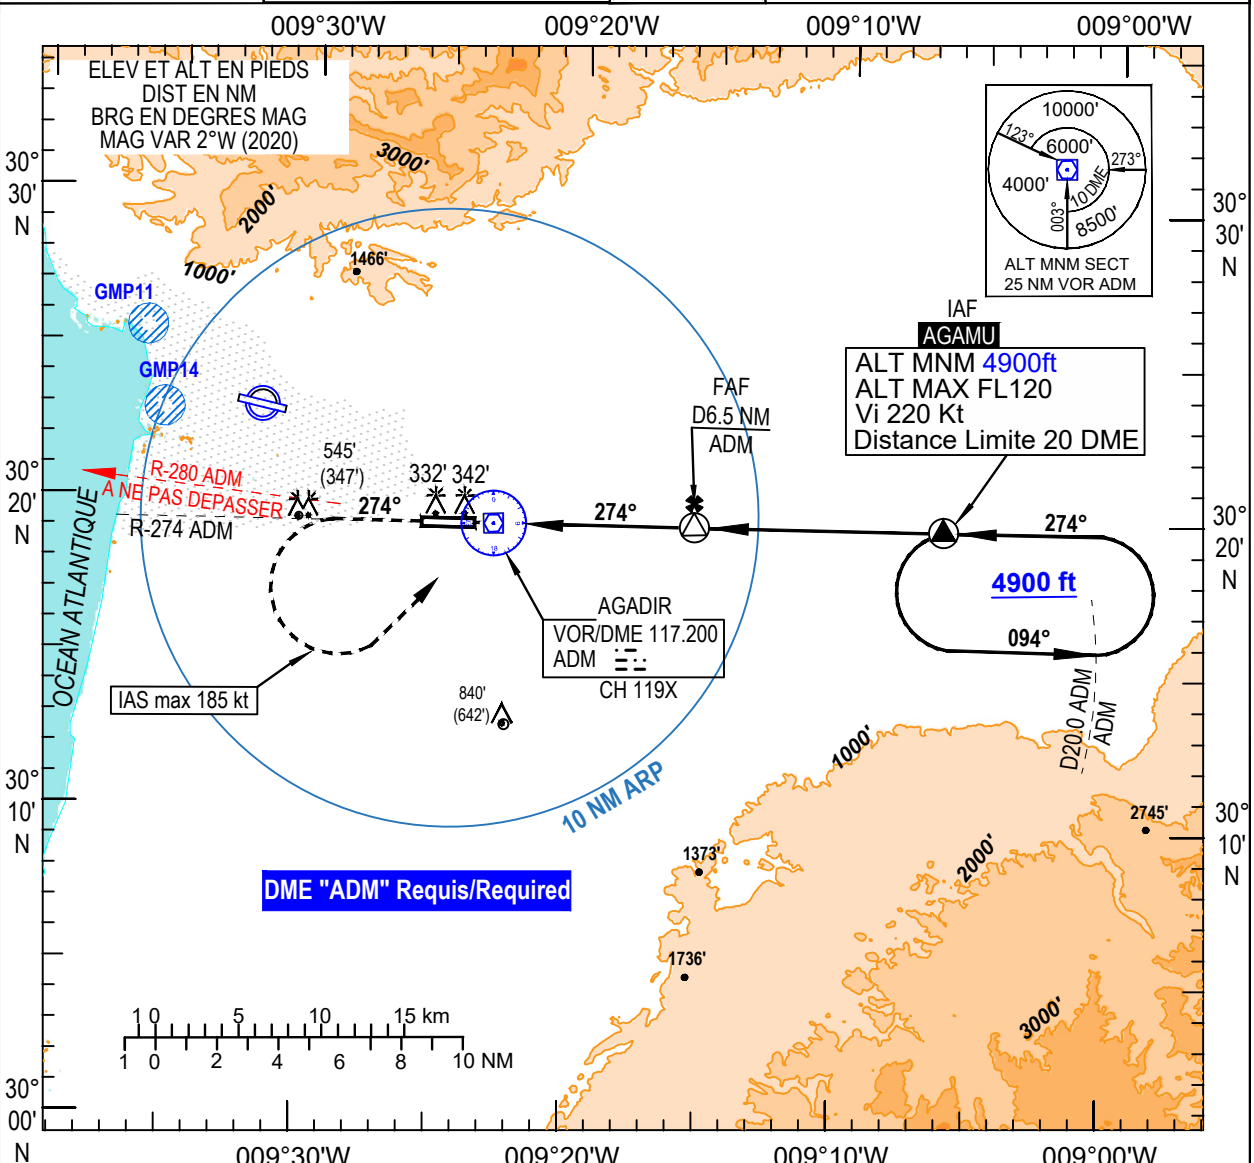 009°30'W 009°20'W 009°10'W 009°00'W
ELEV ET ALT EN PIEDS
DIST EN NM
BRG EN DEGRES MAG
MAG VAR 2°W (2020)
30°
30'
N
3000'
2000'
1000'
1466'
10000'
123°
6000'
273°
4000'
10 DME
003°
8500'
ALT MNM SECT
25 NM VOR ADM
30°
30'
N
GMP11
GMP14
IAF
AGAMU
ALT MNM 4900ft
ALT MAX FL120
Vi 220 Kt
Distance Limite 20 DME
FAF
D6.5 NM
ADM
545'
(347')
332' 342'
R-280 ADM
A NE PAS DEPASSER
R-274 ADM
30°
20'
N
274°
274°
274°
30°
20'
N
4900 ft
094°
OCEAN ATLANTIQUE
AGADIR
VOR/DME 117.200
ADM
CH 119X
IAS max 185 kt
840'
(642')
D20.0 ADM
ADM
1000'
10 NM ARP
30°
10'
N
30°
10'
N
2745'
2000'
1373'
DME "ADM" Requis/Required
1736'
3000'
1 0 5 10 15 km
1 0 2 4 6 8 10 NM
30°
00'
N
009°30'W 009°20'W 009°10'W 009°00'W